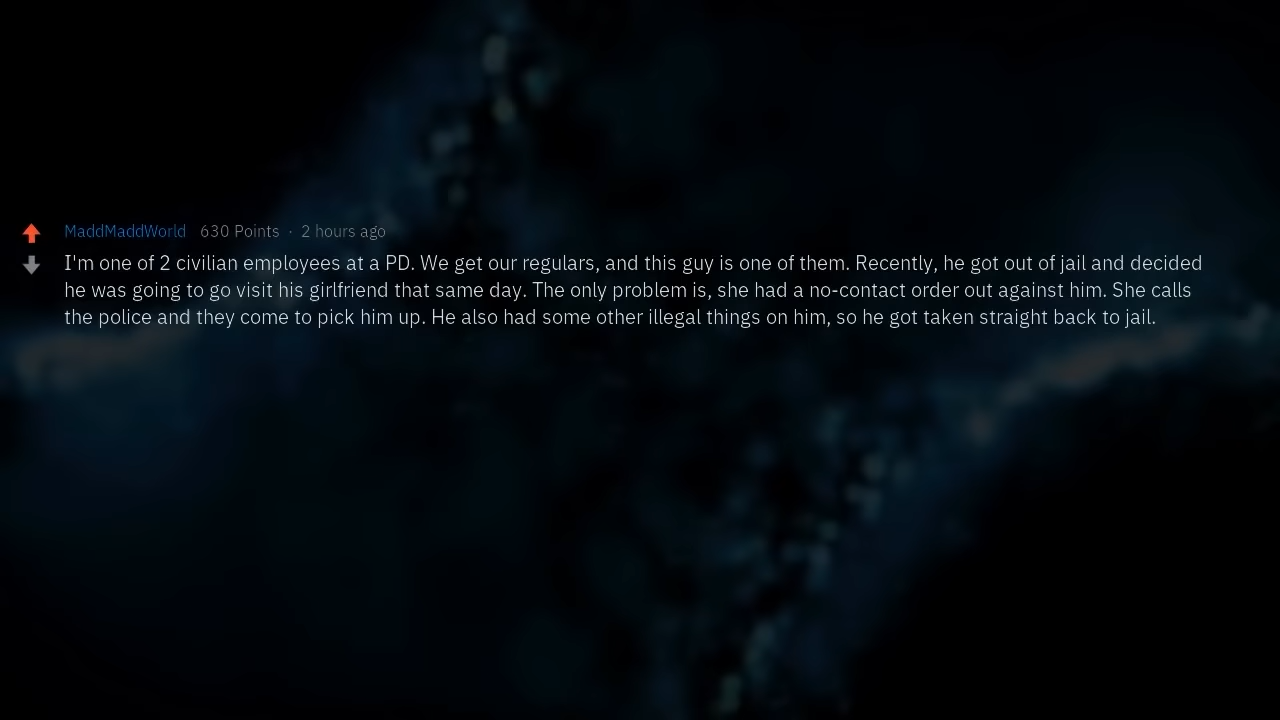 MaddMaddWorld 630 Points · 2 hours ago
I'm one of 2 civilian employees at a PD. We get our regulars, and this guy is one of them. Recently, he got out of jail and decided
he was going to go visit his girlfriend that same day. The only problem is, she had a no-contact order out against him. She calls
the police and they come to pick him up. He also had some other illegal things on him, so he got taken straight back to jail.